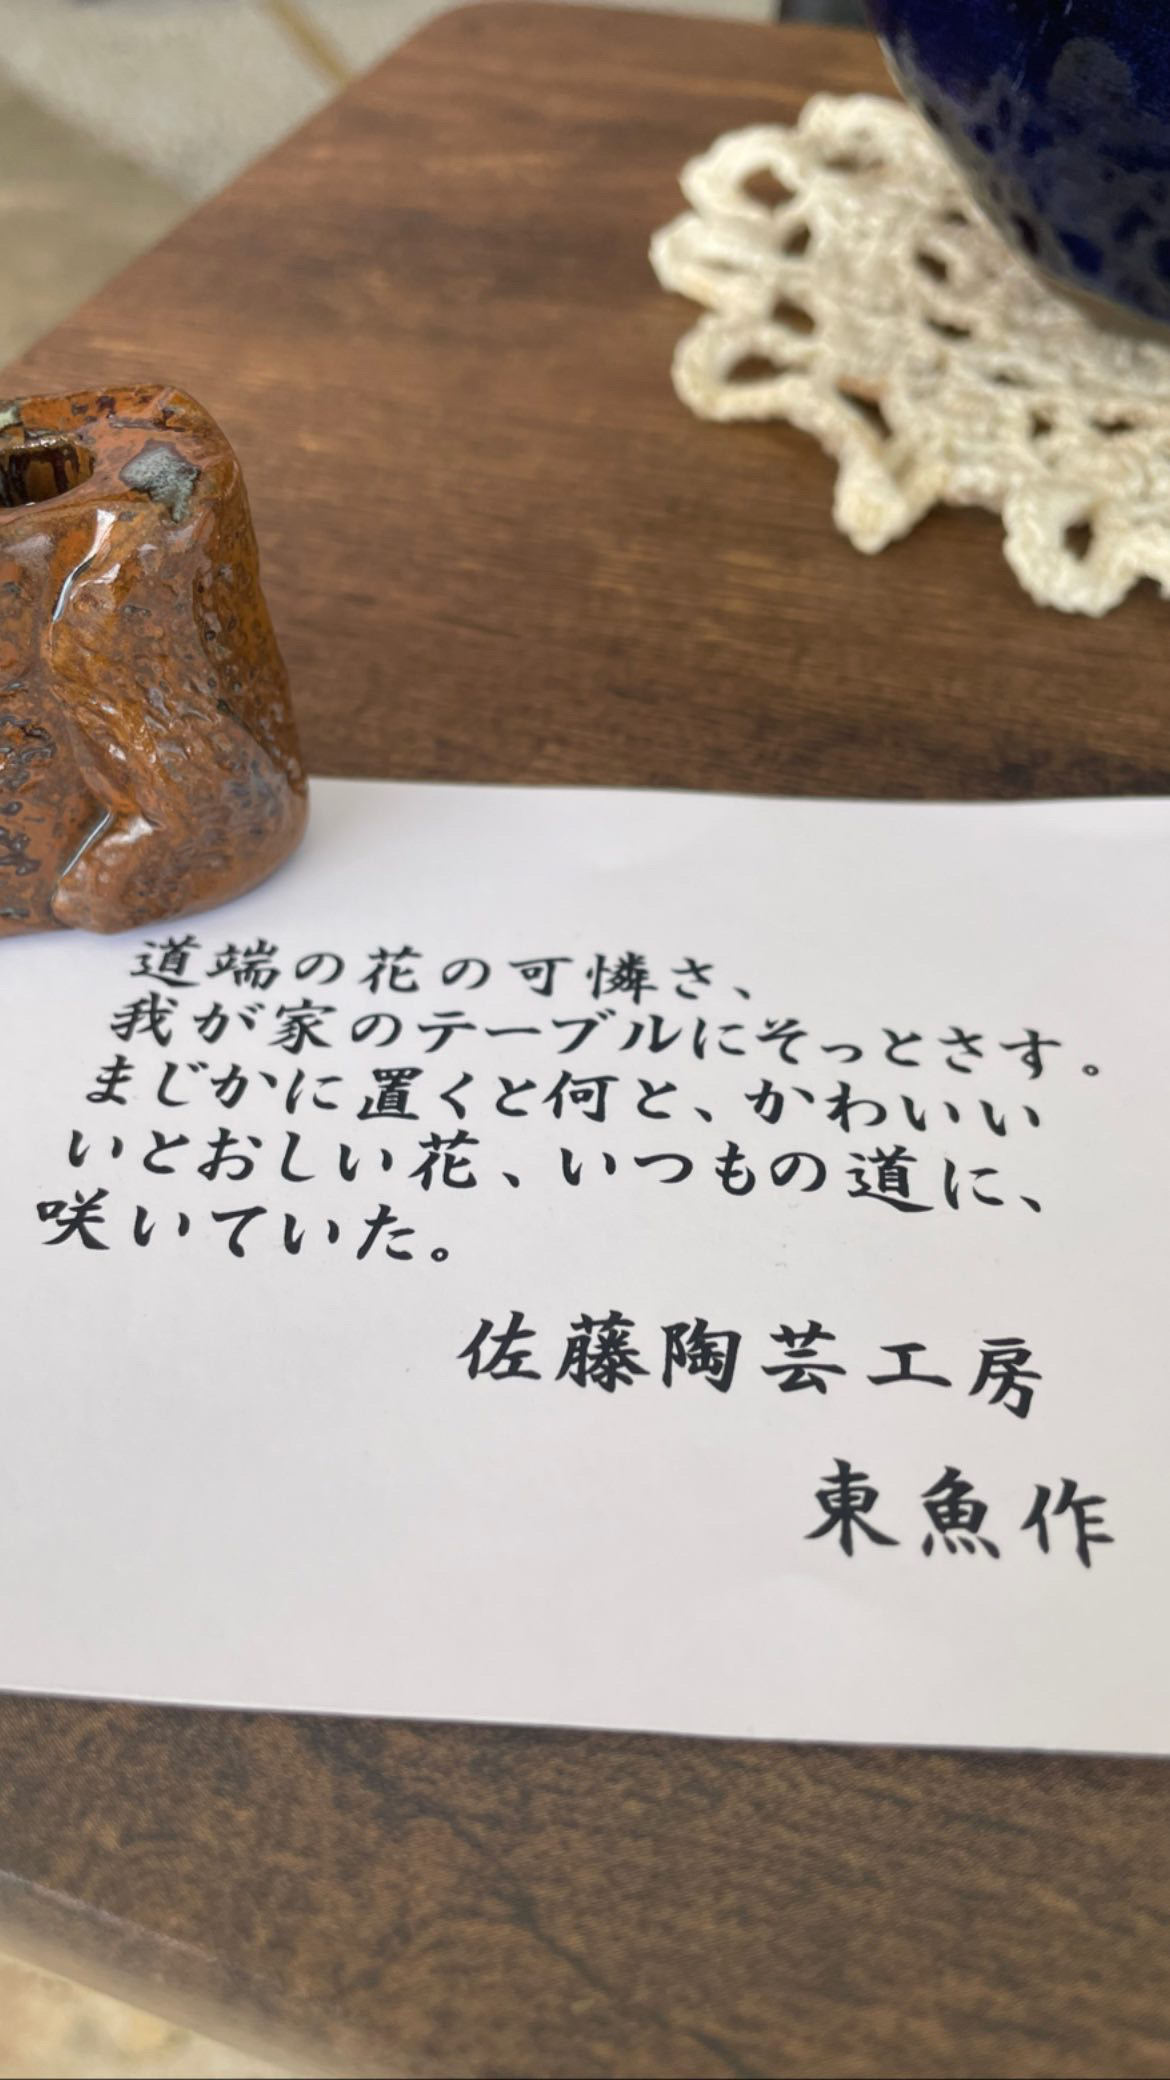 道端の花の可憐さ、
我が家のテーブルにそっとさす。
まじかに置くと何と、かわいい
いとおしい花、いつもの道に、
咲いていた。
佐藤陶芸工房
東魚作